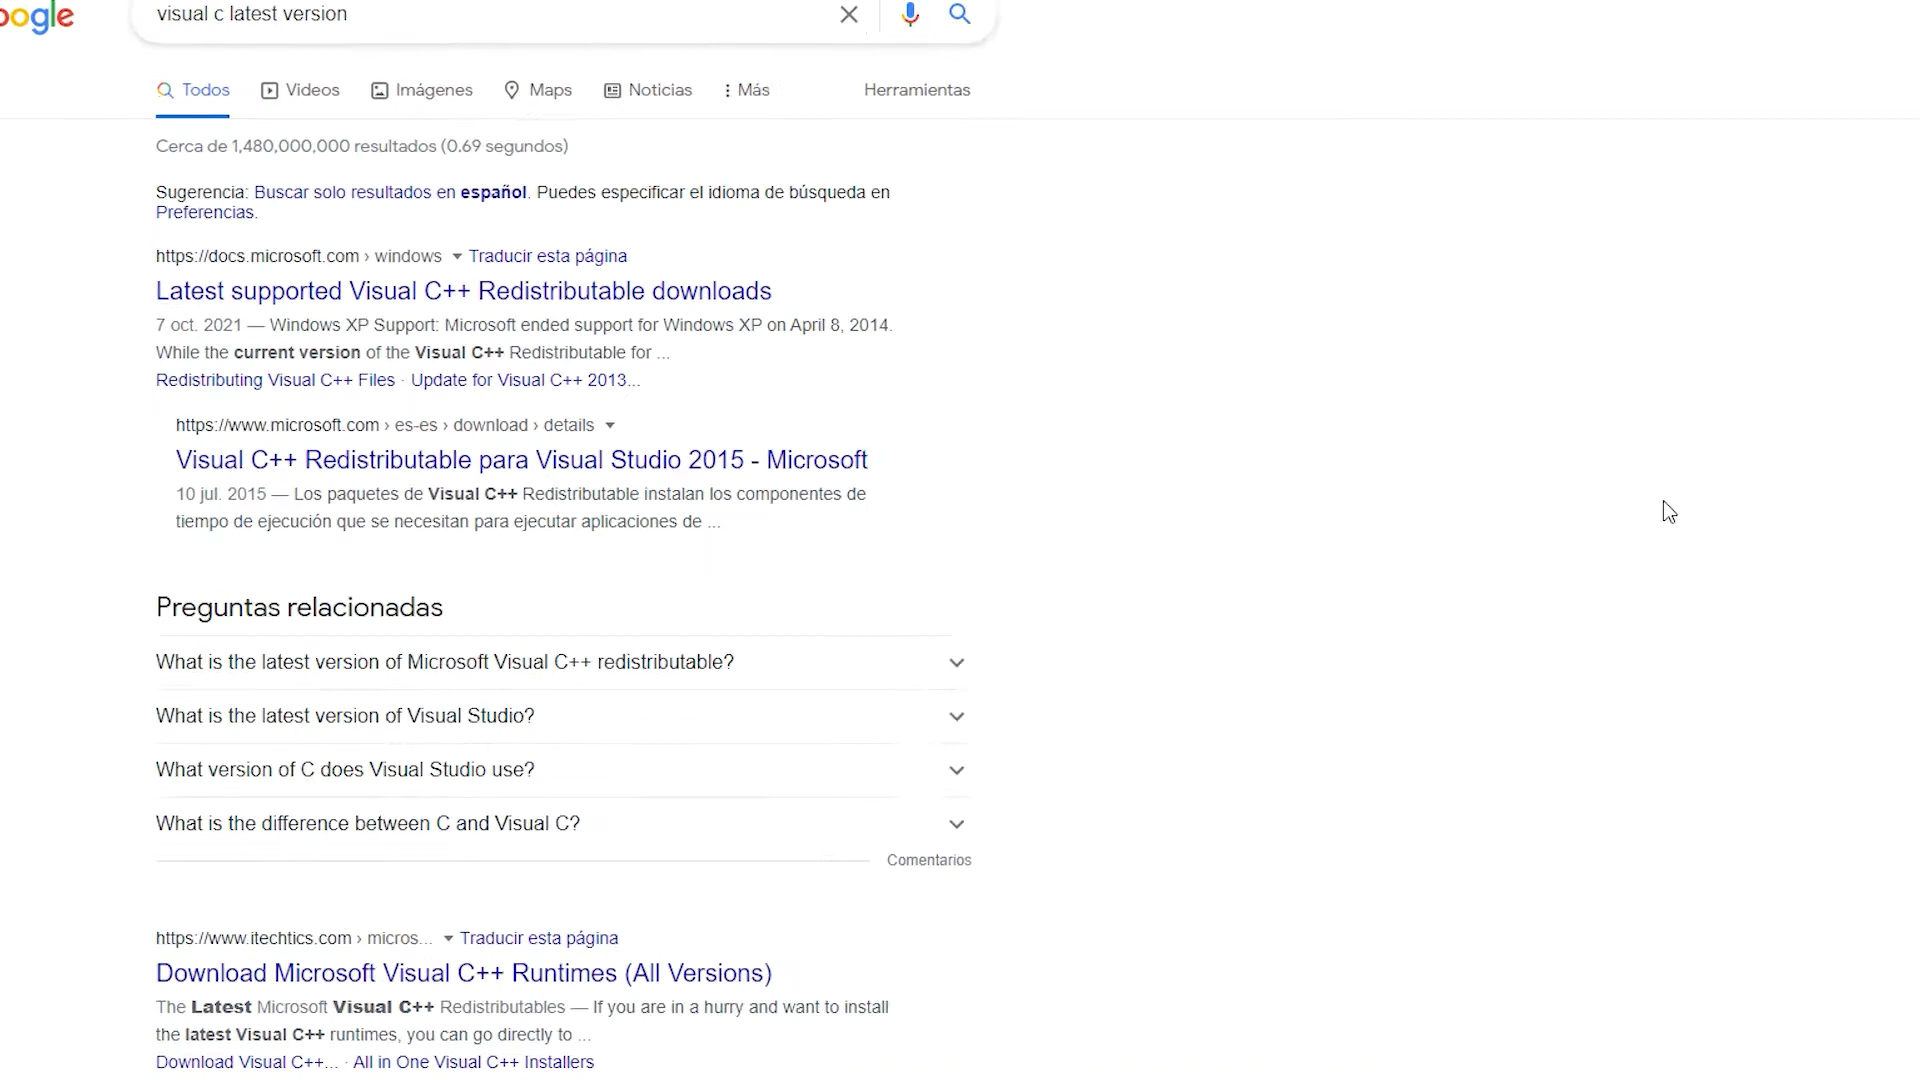 oogle
visual c latest version
Todos Videos Imágenes Maps Noticias Más Herramientas
Cerca de 1,480,000,000 resultados (0.69 segundos)
Sugerencia: Buscar solo resultados en español. Puedes especificar el idioma de búsqueda en
Preferencias.
https://docs.microsoft.com › windows Traducir esta página
Latest supported Visual C++ Redistributable downloads
7 oct. 2021 — Windows XP Support: Microsoft ended support for Windows XP on April 8, 2014.
While the current version of the Visual C++ Redistributable for ...
Redistributing Visual C++ Files · Update for Visual C++ 2013...
https://www.microsoft.com › es-es › download › details
Visual C++ Redistributable para Visual Studio 2015 - Microsoft
10 jul. 2015 — Los paquetes de Visual C++ Redistributable instalan los componentes de
tiempo de ejecución que se necesitan para ejecutar aplicaciones de ...
Preguntas relacionadas
What is the latest version of Microsoft Visual C++ redistributable?
What is the latest version of Visual Studio?
What version of C does Visual Studio use?
What is the difference between C and Visual C?
Comentarios
https://www.itechtics.com › micros... Traducir esta página
Download Microsoft Visual C++ Runtimes (All Versions)
The Latest Microsoft Visual C++ Redistributables — If you are in a hurry and want to install
the latest Visual C++ runtimes, you can go directly to ...
Download Visual C++... · All in One Visual C++ Installers